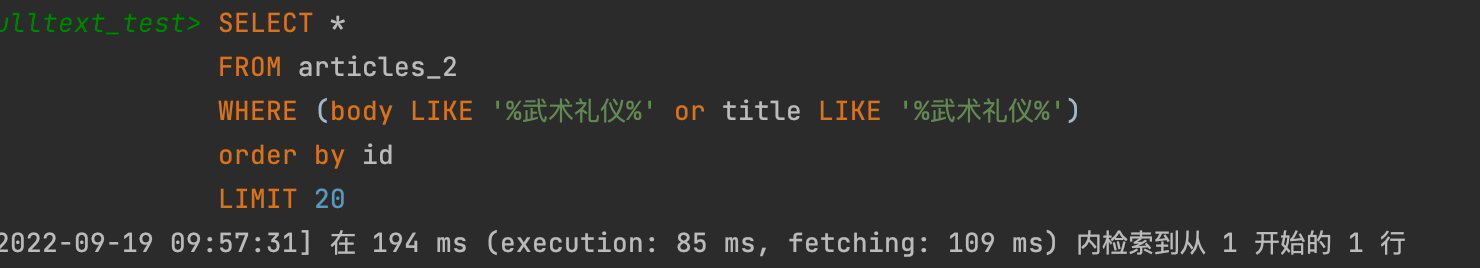 ulltext_test> SELECT *
FROM articles_2
WHERE (body LIKE '%武术礼仪%' or title LIKE '%武术礼仪%')
order by id
LIMIT 20
2022-09-19 09:57:31] 在 194 ms (execution: 85 ms, fetching: 109 ms) 内检索到从 1 开始的 1 行